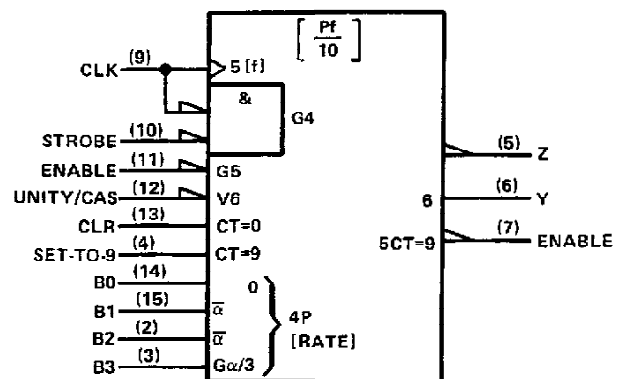 [ Pf/10 ]
CLK (9) 5 [f]
&
G4
STROBE (10)
ENABLE (11) G5
UNITY/CAS (12) V6
CLR (13) CT=0
SET-TO-9 (4) CT=9
B0 (14) 0
B1 (15) α̅
B2 (2) α̅
B3 (3) Gα/3
4P
[RATE]
(5) Z
6 (6) Y
5CT=9 (7) ENABLE